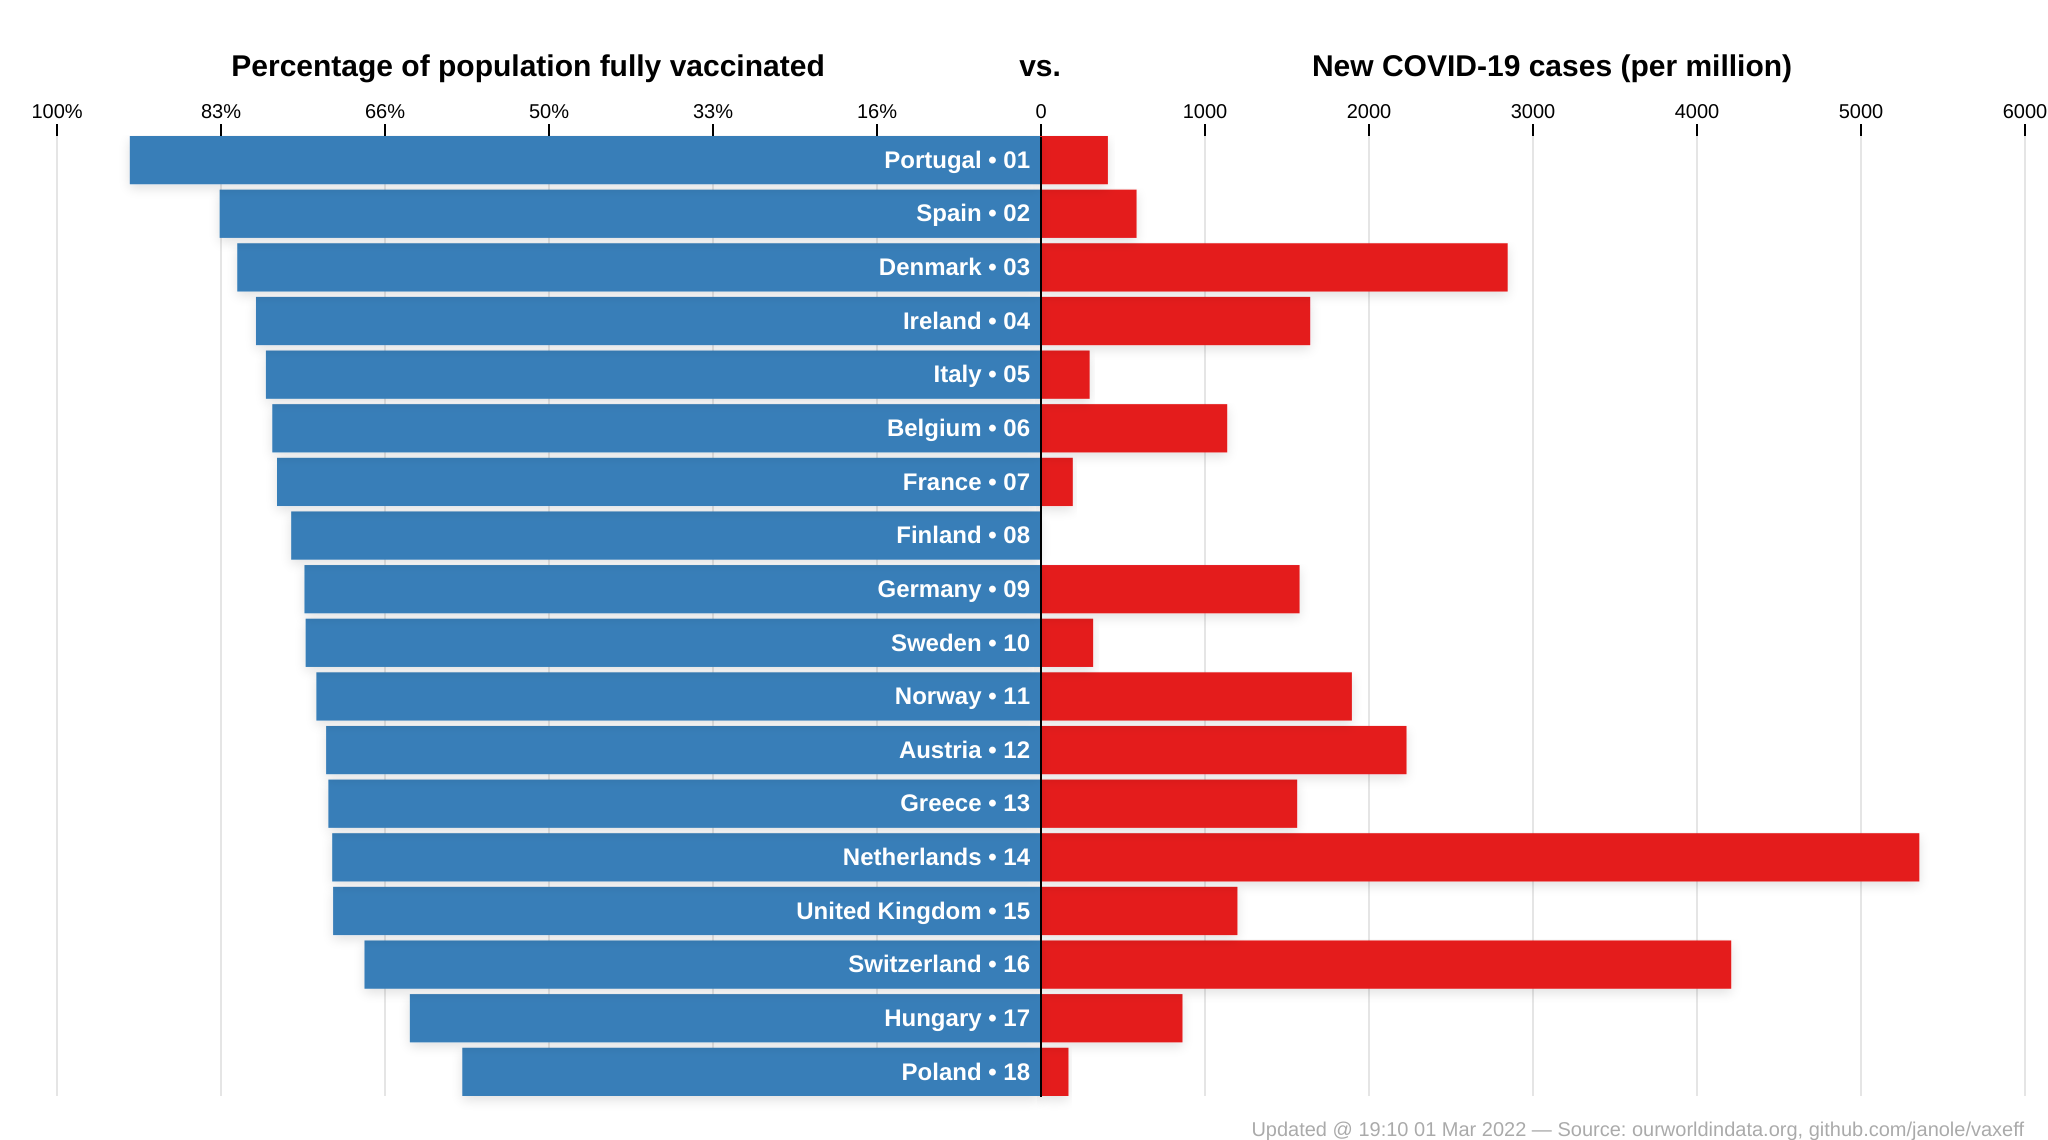 Percentage of population fully vaccinated vs. New COVID-19 cases (per million)
100% 83% 66% 50% 33% 16% 0 1000 2000 3000 4000 5000 6000
Portugal • 01
Spain • 02
Denmark • 03
Ireland • 04
Italy • 05
Belgium • 06
France • 07
Finland • 08
Germany • 09
Sweden • 10
Norway • 11
Austria • 12
Greece • 13
Netherlands • 14
United Kingdom • 15
Switzerland • 16
Hungary • 17
Poland • 18
Updated @ 19:10 01 Mar 2022 — Source: ourworldindata.org, github.com/janole/vaxeff